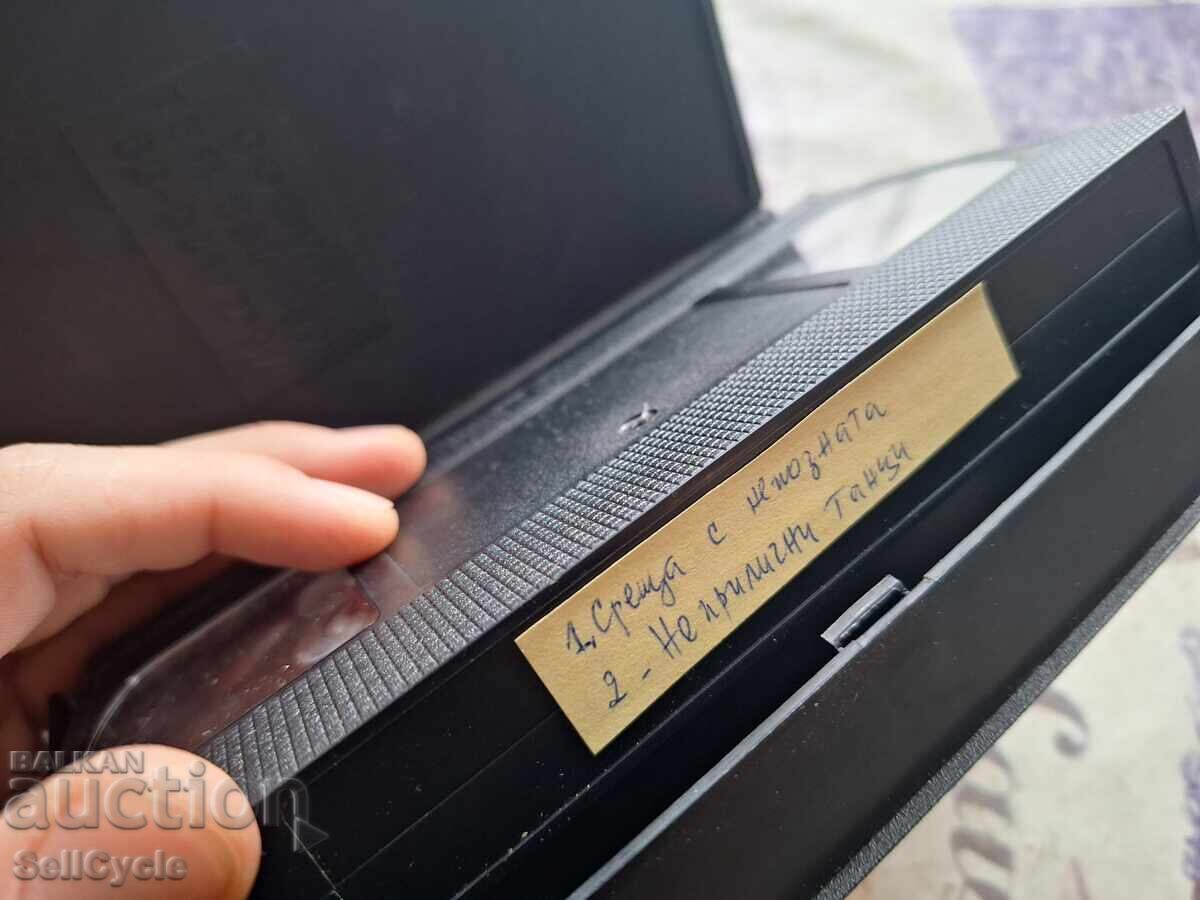 1, Среща с непозната
2 - Неприлични танци
BALKAN
auction
SellCycle